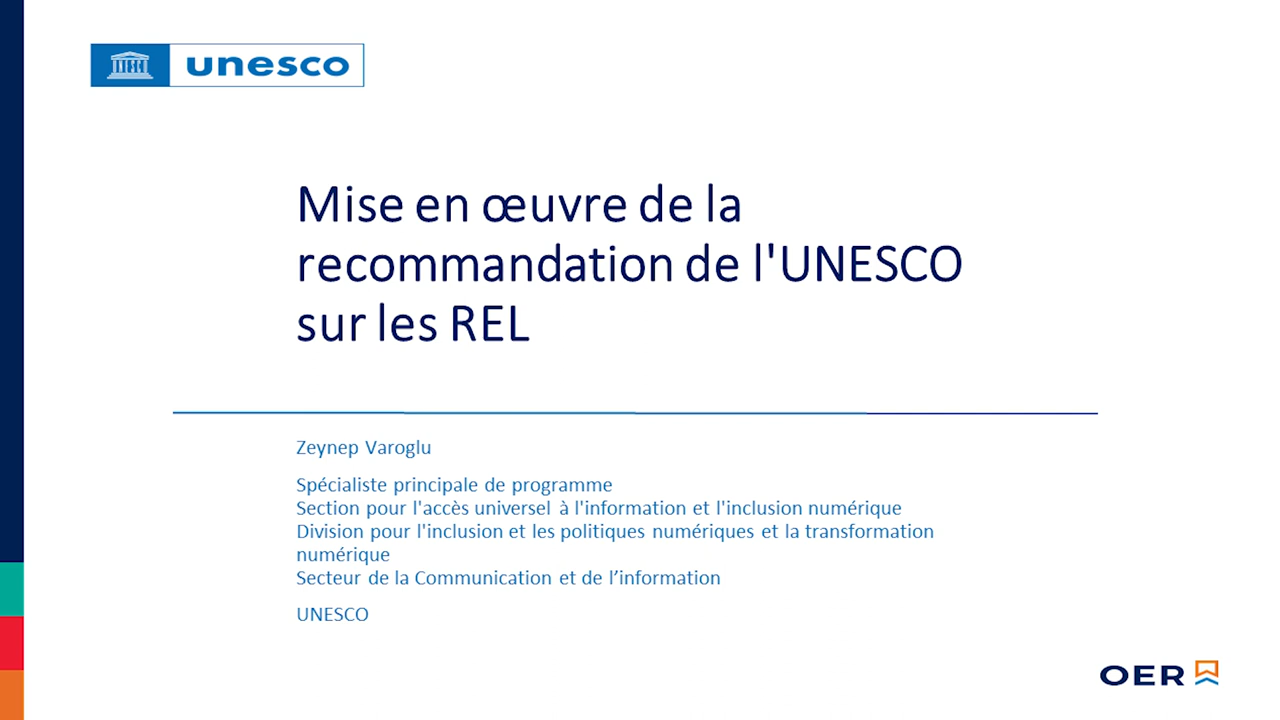 unesco
Mise en œuvre de la
recommandation de l'UNESCO
sur les REL
Zeynep Varoglu
Spécialiste principale de programme
Section pour l'accès universel à l'information et l'inclusion numérique
Division pour l'inclusion et les politiques numériques et la transformation
numérique
Secteur de la Communication et de l’information
UNESCO
OER